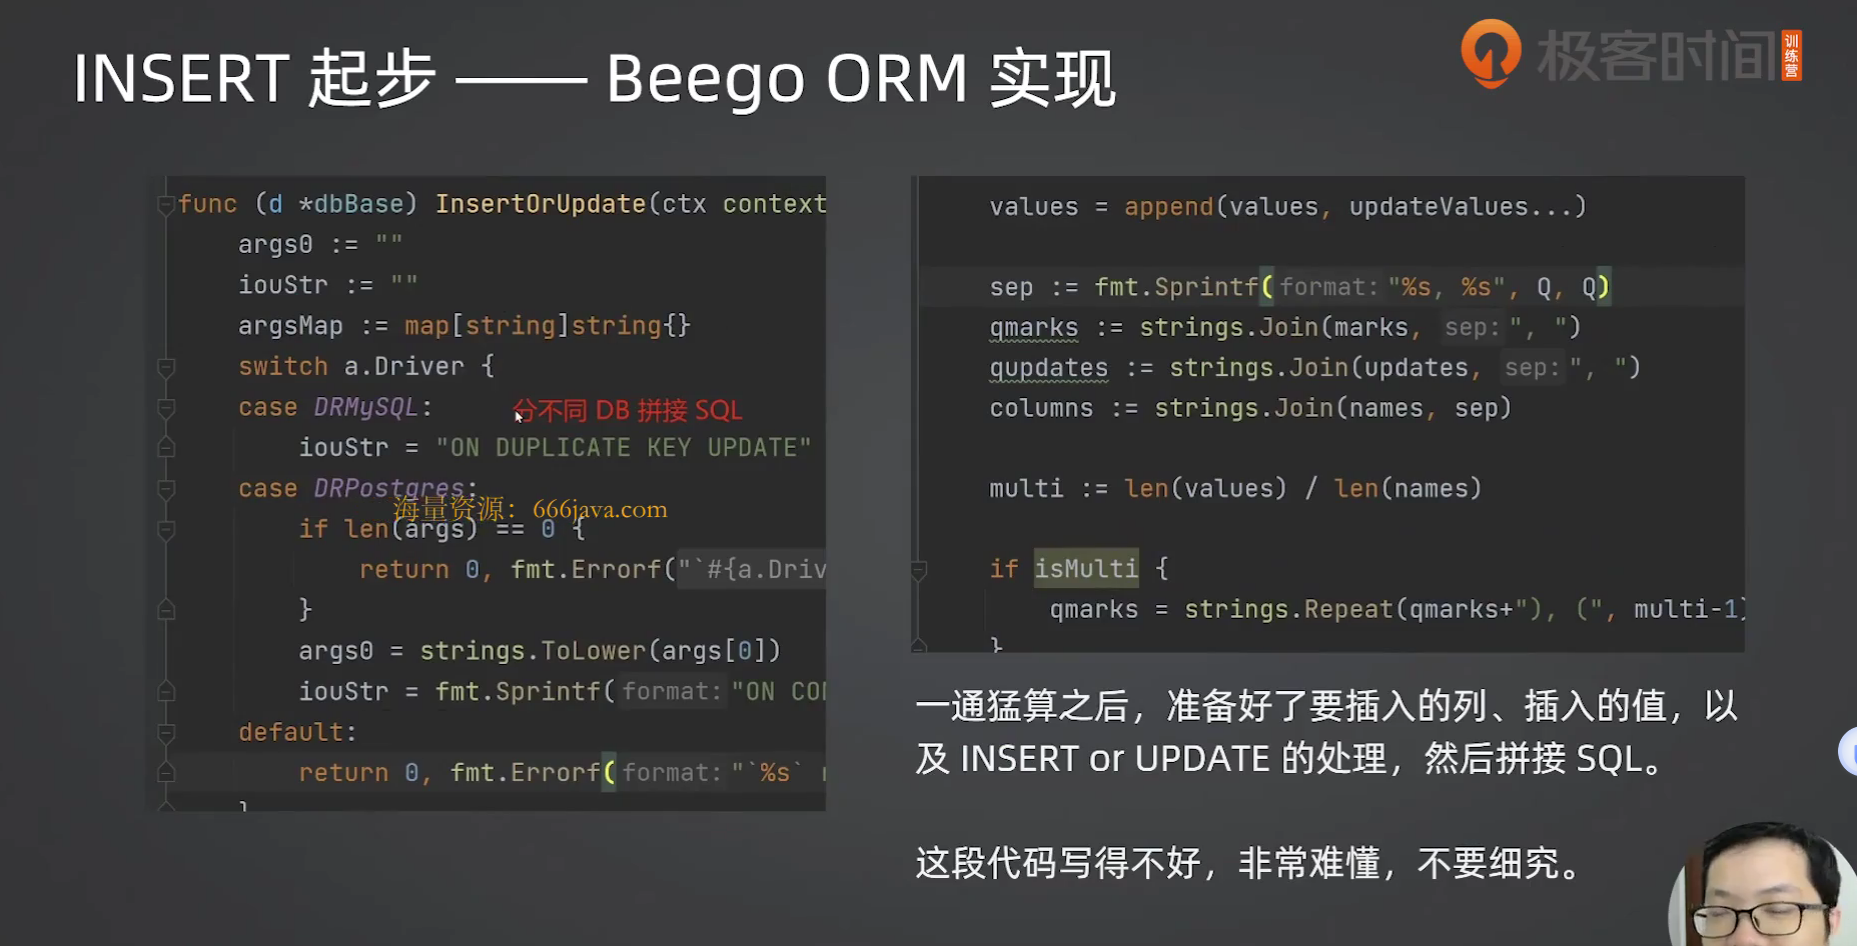 INSERT 起步 —— Beego ORM 实现
极客时间 训练营
func (d *dbBase) InsertOrUpdate(ctx context
args0 := ""
iouStr := ""
argsMap := map[string]string{}
switch a.Driver {
case DRMySQL:
分不同 DB 拼接 SQL
iouStr = "ON DUPLICATE KEY UPDATE"
case DRPostgres:
海量资源：666java.com
if len(args) == 0 {
return 0, fmt.Errorf("`#{a.Driv
}
args0 = strings.ToLower(args[0])
iouStr = fmt.Sprintf( format: "ON CON
default:
return 0, fmt.Errorf( format: "`%s`
}
values = append(values, updateValues...)
sep := fmt.Sprintf( format: "%s, %s", Q, Q)
qmarks := strings.Join(marks, sep: ", ")
qupdates := strings.Join(updates, sep: ", ")
columns := strings.Join(names, sep)
multi := len(values) / len(names)
if isMulti {
qmarks = strings.Repeat(qmarks+"), (", multi-1)
}
一通猛算之后，准备好了要插入的列、插入的值，以
及 INSERT or UPDATE 的处理，然后拼接 SQL。
这段代码写得不好，非常难懂，不要细究。